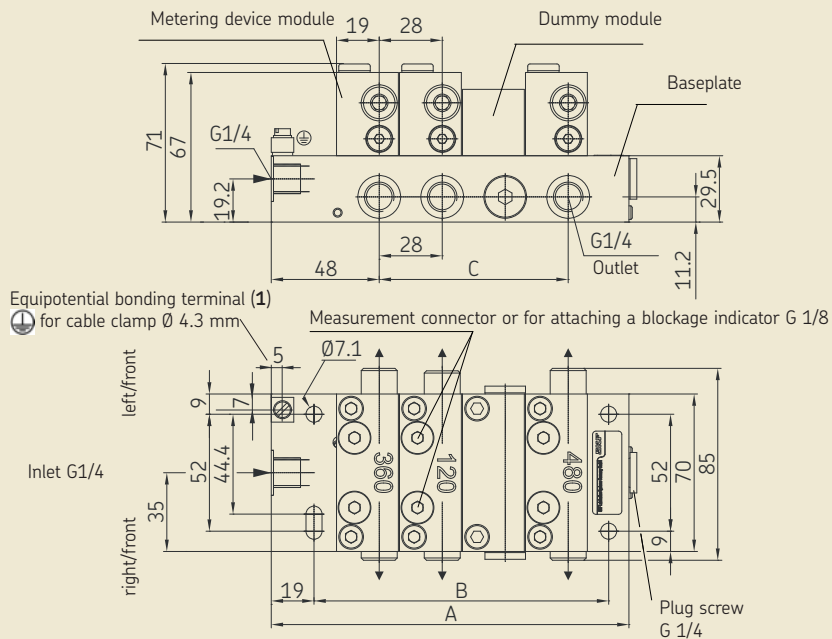 Metering device module
19
28
Dummy module
Baseplate
71
67
G1/4
19.2
29.5
11.2
28
G1/4
Outlet
48
C
Equipotential bonding terminal (1)
for cable clamp Ø 4.3 mm
Measurement connector or for attaching a blockage indicator G 1/8
5
Ø7.1
left/front
9
7
52
44.4
Inlet G1/4
35
right/front
360
120
480
52
70
85
9
19
B
A
Plug screw
G 1/4